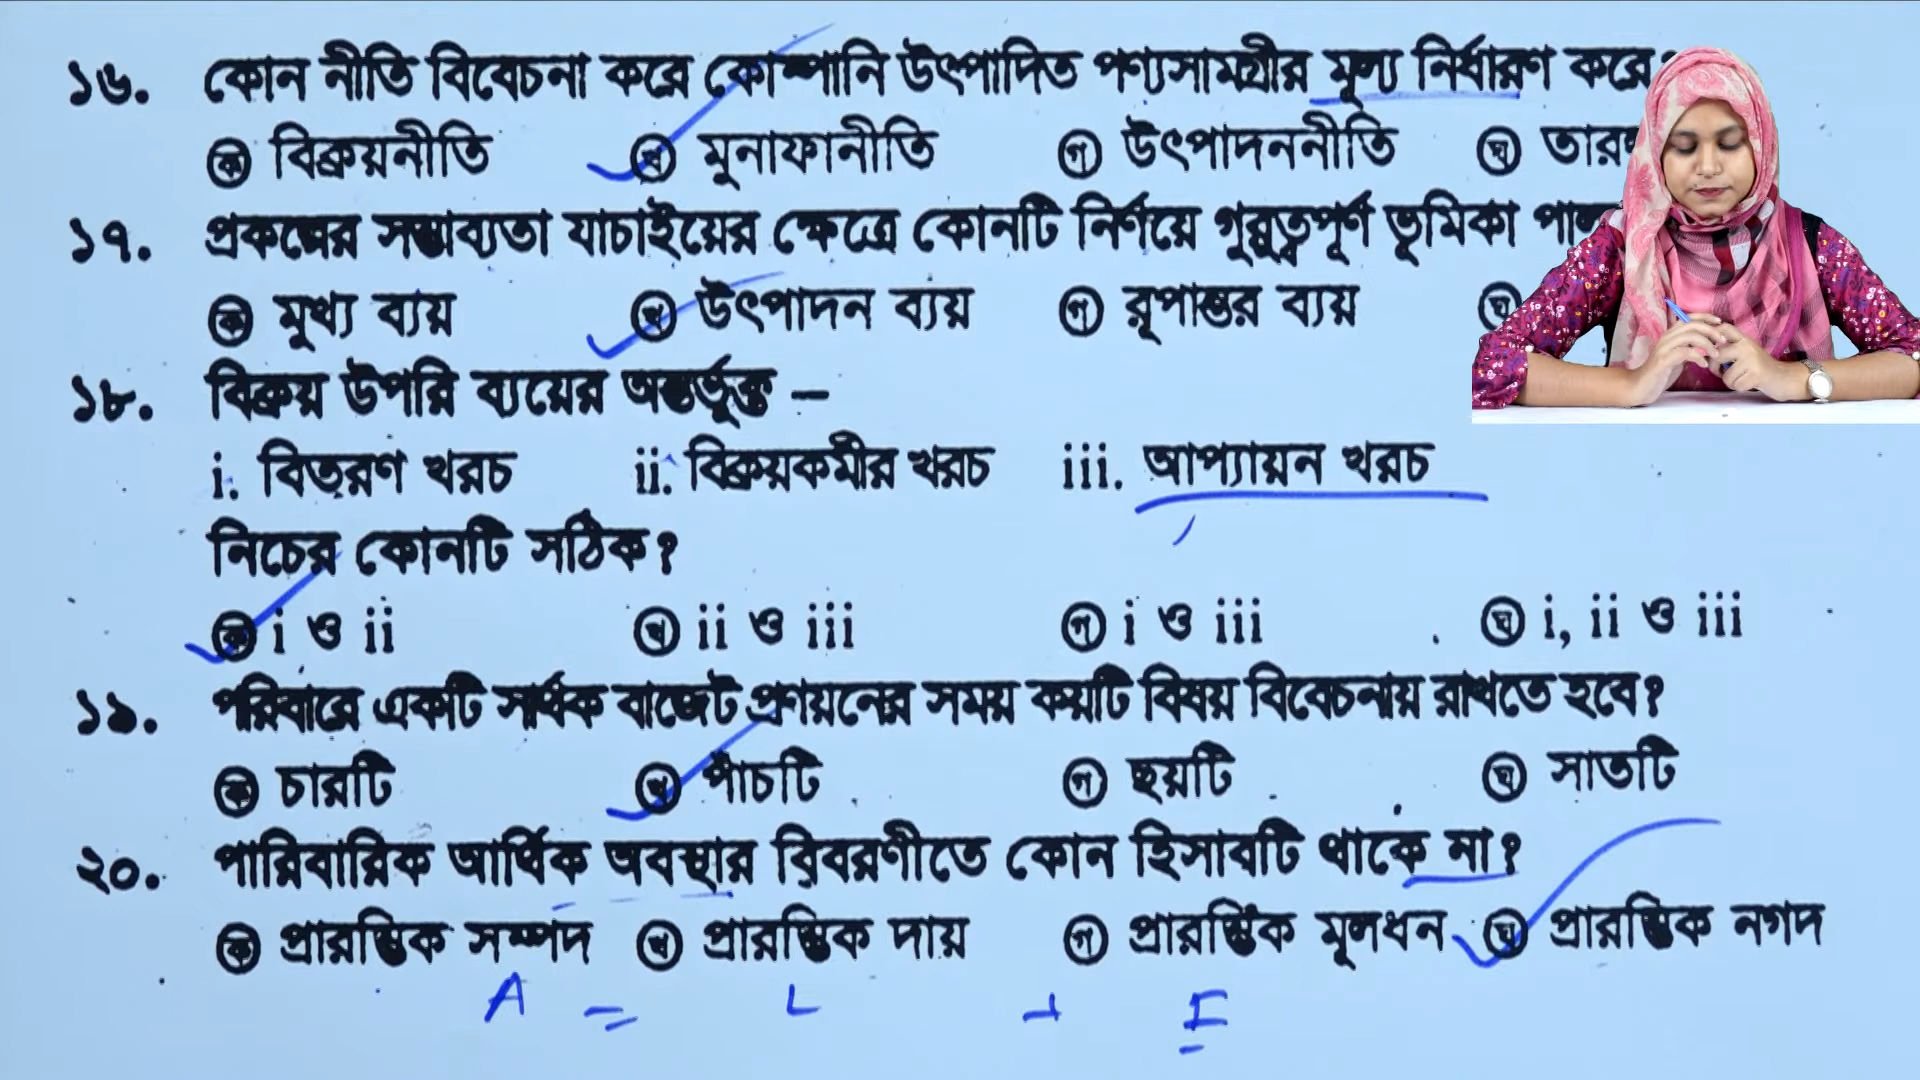 ১৬. কোন নীতি বিবেচনা করে কোম্পানি উৎপাদিত পণ্যসামগ্রীর মূল্য নির্ধারণ করে?
ক বিক্রয়নীতি খ মুনাফানীতি গ উৎপাদননীতি ঘ
১৭. প্রকল্পের সম্ভাব্যতা যাচাইয়ের ক্ষেত্রে কোনটি নির্ণয়ে গুরুত্বপূর্ণ ভূমিকা
ক মুখ্য ব্যয় খ উৎপাদন ব্যয় গ রূপান্তর ব্যয় ঘ
১৮. বিক্রয় উপরি ব্যয়ের অন্তর্ভুক্ত –
i. বিতরণ খরচ ii. বিক্রয়কর্মীর খরচ iii. আপ্যায়ন খরচ
নিচের কোনটি সঠিক?
ক i ও ii খ ii ও iii গ i ও iii ঘ i, ii ও iii
১৯. পরিবারে একটি সার্থক বাজেট প্রণয়নের সময় কয়টি বিষয় বিবেচনায় রাখতে হবে?
ক চারটি খ পাঁচটি গ ছয়টি ঘ সাতটি
২০. পারিবারিক আর্থিক অবস্থার বিবরণীতে কোন হিসাবটি থাকে না?
ক প্রারম্ভিক সম্পদ খ প্রারম্ভিক দায় গ প্রারম্ভিক মূলধন ঘ প্রারম্ভিক নগদ
A = L +